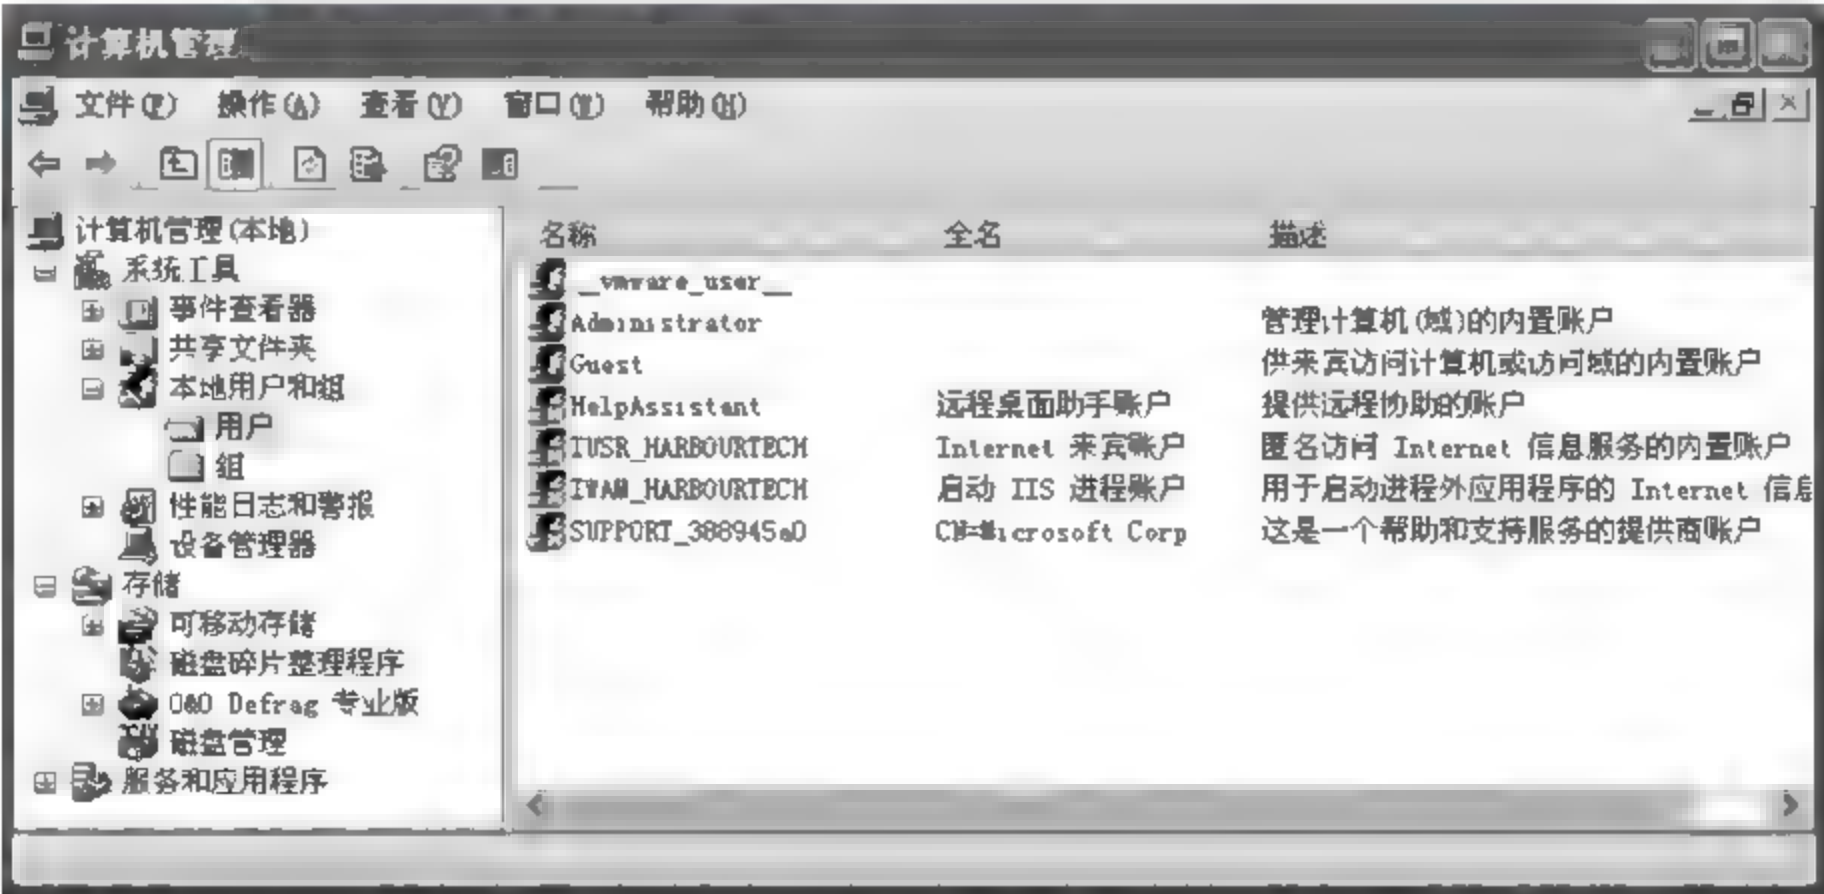 计算机管理
文件(F) 操作(A) 查看(V) 窗口(W) 帮助(H)
计算机管理(本地)
系统工具
事件查看器
共享文件夹
本地用户和组
用户
组
性能日志和警报
设备管理器
存储
可移动存储
磁盘碎片整理程序
O&O Defrag 专业版
磁盘管理
服务和应用程序
名称 全名 描述
__vmware_user__
Administrator 管理计算机(域)的内置账户
Guest 供来宾访问计算机或访问域的内置账户
HelpAssistant 远程桌面助手账户 提供远程协助的账户
IUSR_HARBOURTECH Internet 来宾账户 匿名访问 Internet 信息服务的内置账户
IWAM_HARBOURTECH 启动 IIS 进程账户 用于启动进程外应用程序的 Internet 信息
SUPPORT_388945a0 CN=Microsoft Corp 这是一个帮助和支持服务的提供商账户